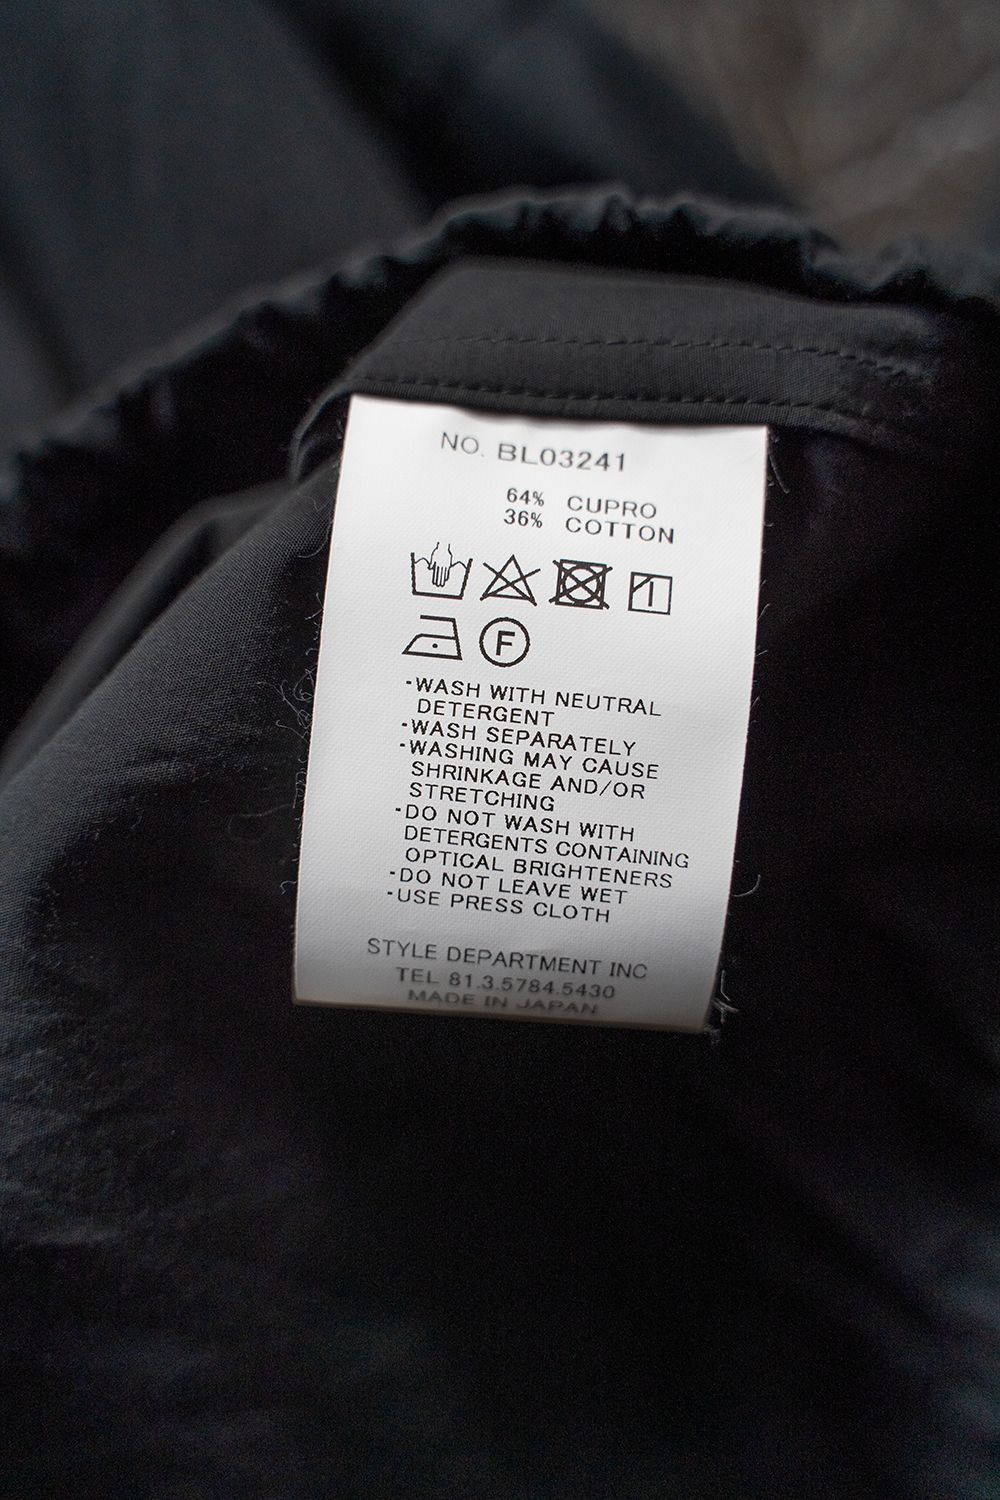 NO. BL03241
64% CUPRO
36% COTTON
F
-WASH WITH NEUTRAL
DETERGENT
-WASH SEPARATELY
-WASHING MAY CAUSE
SHRINKAGE AND/OR
STRETCHING
-DO NOT WASH WITH
DETERGENTS CONTAINING
OPTICAL BRIGHTENERS
-DO NOT LEAVE WET
-USE PRESS CLOTH
STYLE DEPARTMENT INC
TEL 81.3.5784.5430
MADE IN JAPAN